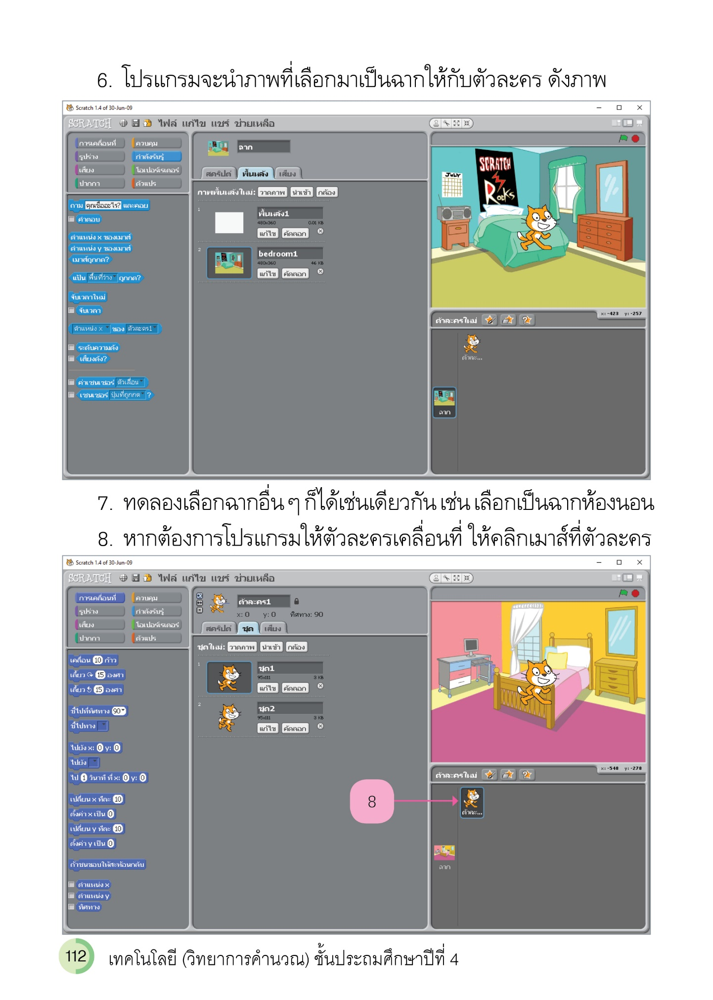 6. โปรแกรมจะนำภาพที่เลือกมาเป็นฉากให้กับตัวละคร ดังภาพ
Scratch 1.4 of 30-Jun-09
SCRATCH ไฟล์ แก้ไข แชร์ ช่วยเหลือ
การเคลื่อนที่ ควบคุม
รูปร่าง กำลังรับรู้
เสียง โอเปอร์เรเตอร์
ปากกา ตัวแปร
ถาม คุณชื่ออะไร? และคอย
คำตอบ
ตำแหน่ง x ของเมาส์
ตำแหน่ง y ของเมาส์
เมาส์ถูกกด?
แป้น พื้นที่ว่าง ถูกกด?
จับเวลาใหม่
จับเวลา
ตำแหน่ง x ของ ตัวละคร1
ระดับความดัง
เสียงดัง?
ค่าเซนเซอร์ ตัวเลื่อน
เซนเซอร์ ปุ่มที่ถูกกด ?
ฉาก
สคริปต์ พื้นหลัง เสียง
ภาพพื้นหลังใหม่: วาดภาพ นำเข้า กล้อง
1 พื้นหลัง1
480x360 0.01 KB
แก้ไข คัดลอก
2 bedroom1
480x360 46 KB
แก้ไข คัดลอก
JULY
SCRATCH
Rocks
x: -423 y: -257
ตัวละครใหม่
ตัวละ...
ฉาก
7. ทดลองเลือกฉากอื่น ๆ ก็ได้เช่นเดียวกัน เช่น เลือกเป็นฉากห้องนอน
8. หากต้องการโปรแกรมให้ตัวละครเคลื่อนที่ ให้คลิกเมาส์ที่ตัวละคร
Scratch 1.4 of 30-Jun-09
SCRATCH ไฟล์ แก้ไข แชร์ ช่วยเหลือ
การเคลื่อนที่ ควบคุม
รูปร่าง กำลังรับรู้
เสียง โอเปอร์เรเตอร์
ปากกา ตัวแปร
เคลื่อน 10 ก้าว
เลี้ยว 15 องศา
เลี้ยว 15 องศา
ชี้ไปที่ทิศทาง 90
ชี้ไปทาง
ไปยัง x: 0 y: 0
ไปยัง
ไป 1 วินาที ที่ x: 0 y: 0
เปลี่ยน x ทีละ 10
ตั้งค่า x เป็น 0
เปลี่ยน y ทีละ 10
ตั้งค่า y เป็น 0
ถ้าชนขอบให้สะท้อนกลับ
ตำแหน่ง x
ตำแหน่ง y
ทิศทาง
ตัวละคร1
x: 0 y: 0 ทิศทาง: 90
สคริปต์ ชุด เสียง
ชุดใหม่: วาดภาพ นำเข้า กล้อง
1 ชุด1
95x111 3 KB
แก้ไข คัดลอก
2 ชุด2
95x111 3 KB
แก้ไข คัดลอก
x: -548 y: -278
ตัวละครใหม่
8
ตัวละ...
ฉาก
112 เทคโนโลยี (วิทยาการคำนวณ) ชั้นประถมศึกษาปีที่ 4